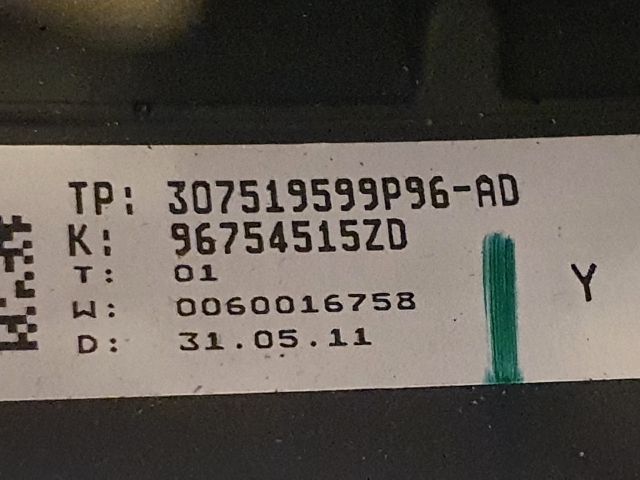 TP: 307519599P96-AD
K: 96754515ZD
T: 01
W: 0060016758
D: 31.05.11
Y